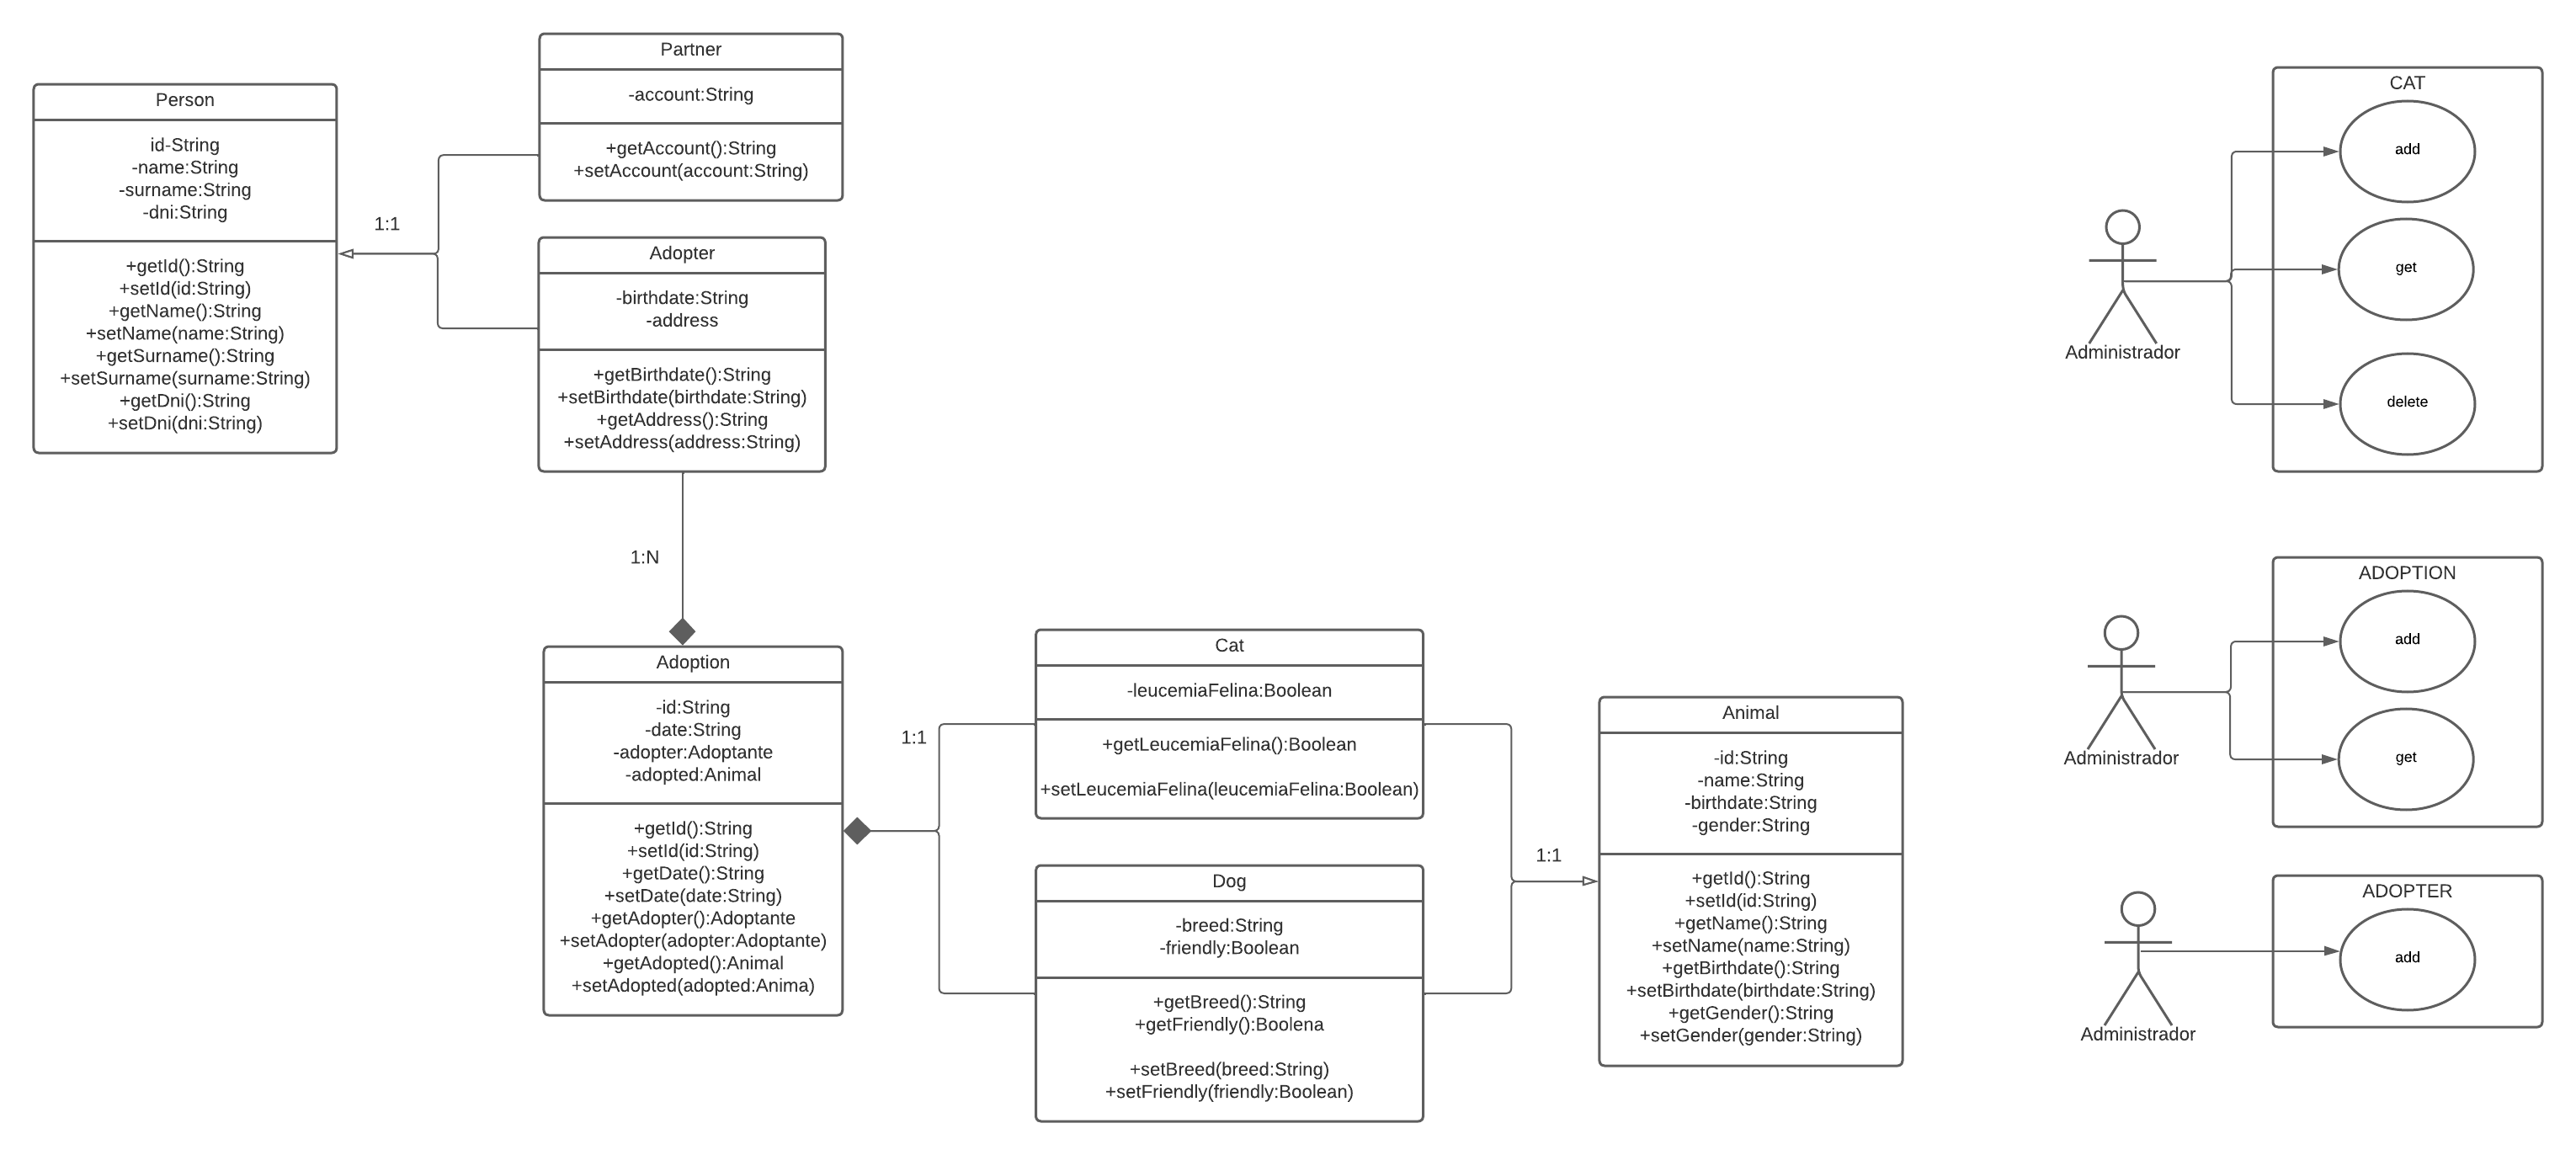 Person
id-String
-name:String
-surname:String
-dni:String
+getId():String
+setId(id:String)
+getName():String
+setName(name:String)
+getSurname():String
+setSurname(surname:String)
+getDni():String
+setDni(dni:String)
1:1
Partner
-account:String
+getAccount():String
+setAccount(account:String)
Adopter
-birthdate:String
-address
+getBirthdate():String
+setBirthdate(birthdate:String)
+getAddress():String
+setAddress(address:String)
1:N
Adoption
-id:String
-date:String
-adopter:Adoptante
-adopted:Animal
+getId():String
+setId(id:String)
+getDate():String
+setDate(date:String)
+getAdopter():Adoptante
+setAdopter(adopter:Adoptante)
+getAdopted():Animal
+setAdopted(adopted:Anima)
1:1
Cat
-leucemiaFelina:Boolean
+getLeucemiaFelina():Boolean
+setLeucemiaFelina(leucemiaFelina:Boolean)
Dog
-breed:String
-friendly:Boolean
+getBreed():String
+getFriendly():Boolena
+setBreed(breed:String)
+setFriendly(friendly:Boolean)
1:1
Animal
-id:String
-name:String
-birthdate:String
-gender:String
+getId():String
+setId(id:String)
+getName():String
+setName(name:String)
+getBirthdate():String
+setBirthdate(birthdate:String)
+getGender():String
+setGender(gender:String)
Administrador
CAT
add
get
delete
Administrador
ADOPTION
add
get
Administrador
ADOPTER
add